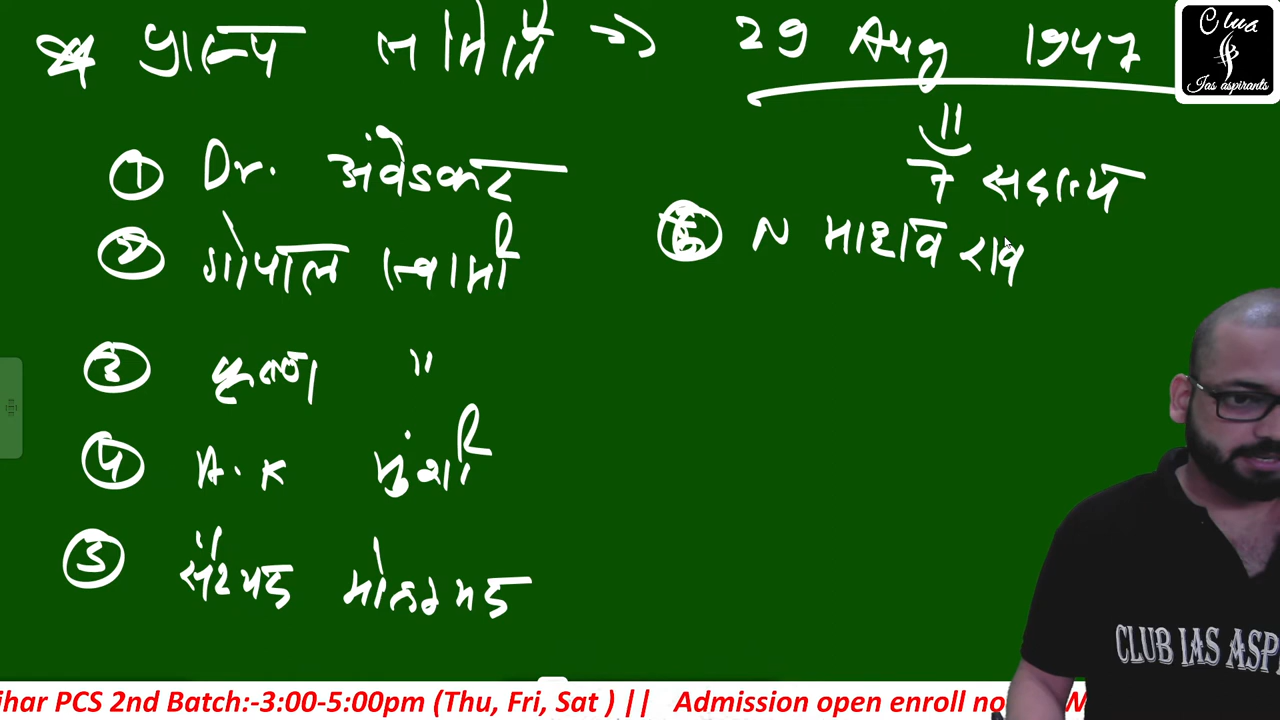 प्रारूप समिति => 29 Aug 1947
Club
Ias aspirants
7 सदस्य
① Dr. अंबेडकर
② गोपाल स्वामी
⑥ N माधव राव
③ कृष्णा "
④ A. K मुंशी
⑤ सैय्यद मोहम्मद
CLUB IAS ASP
ihar PCS 2nd Batch:-3:00-5:00pm (Thu, Fri, Sat ) || Admission open enroll no